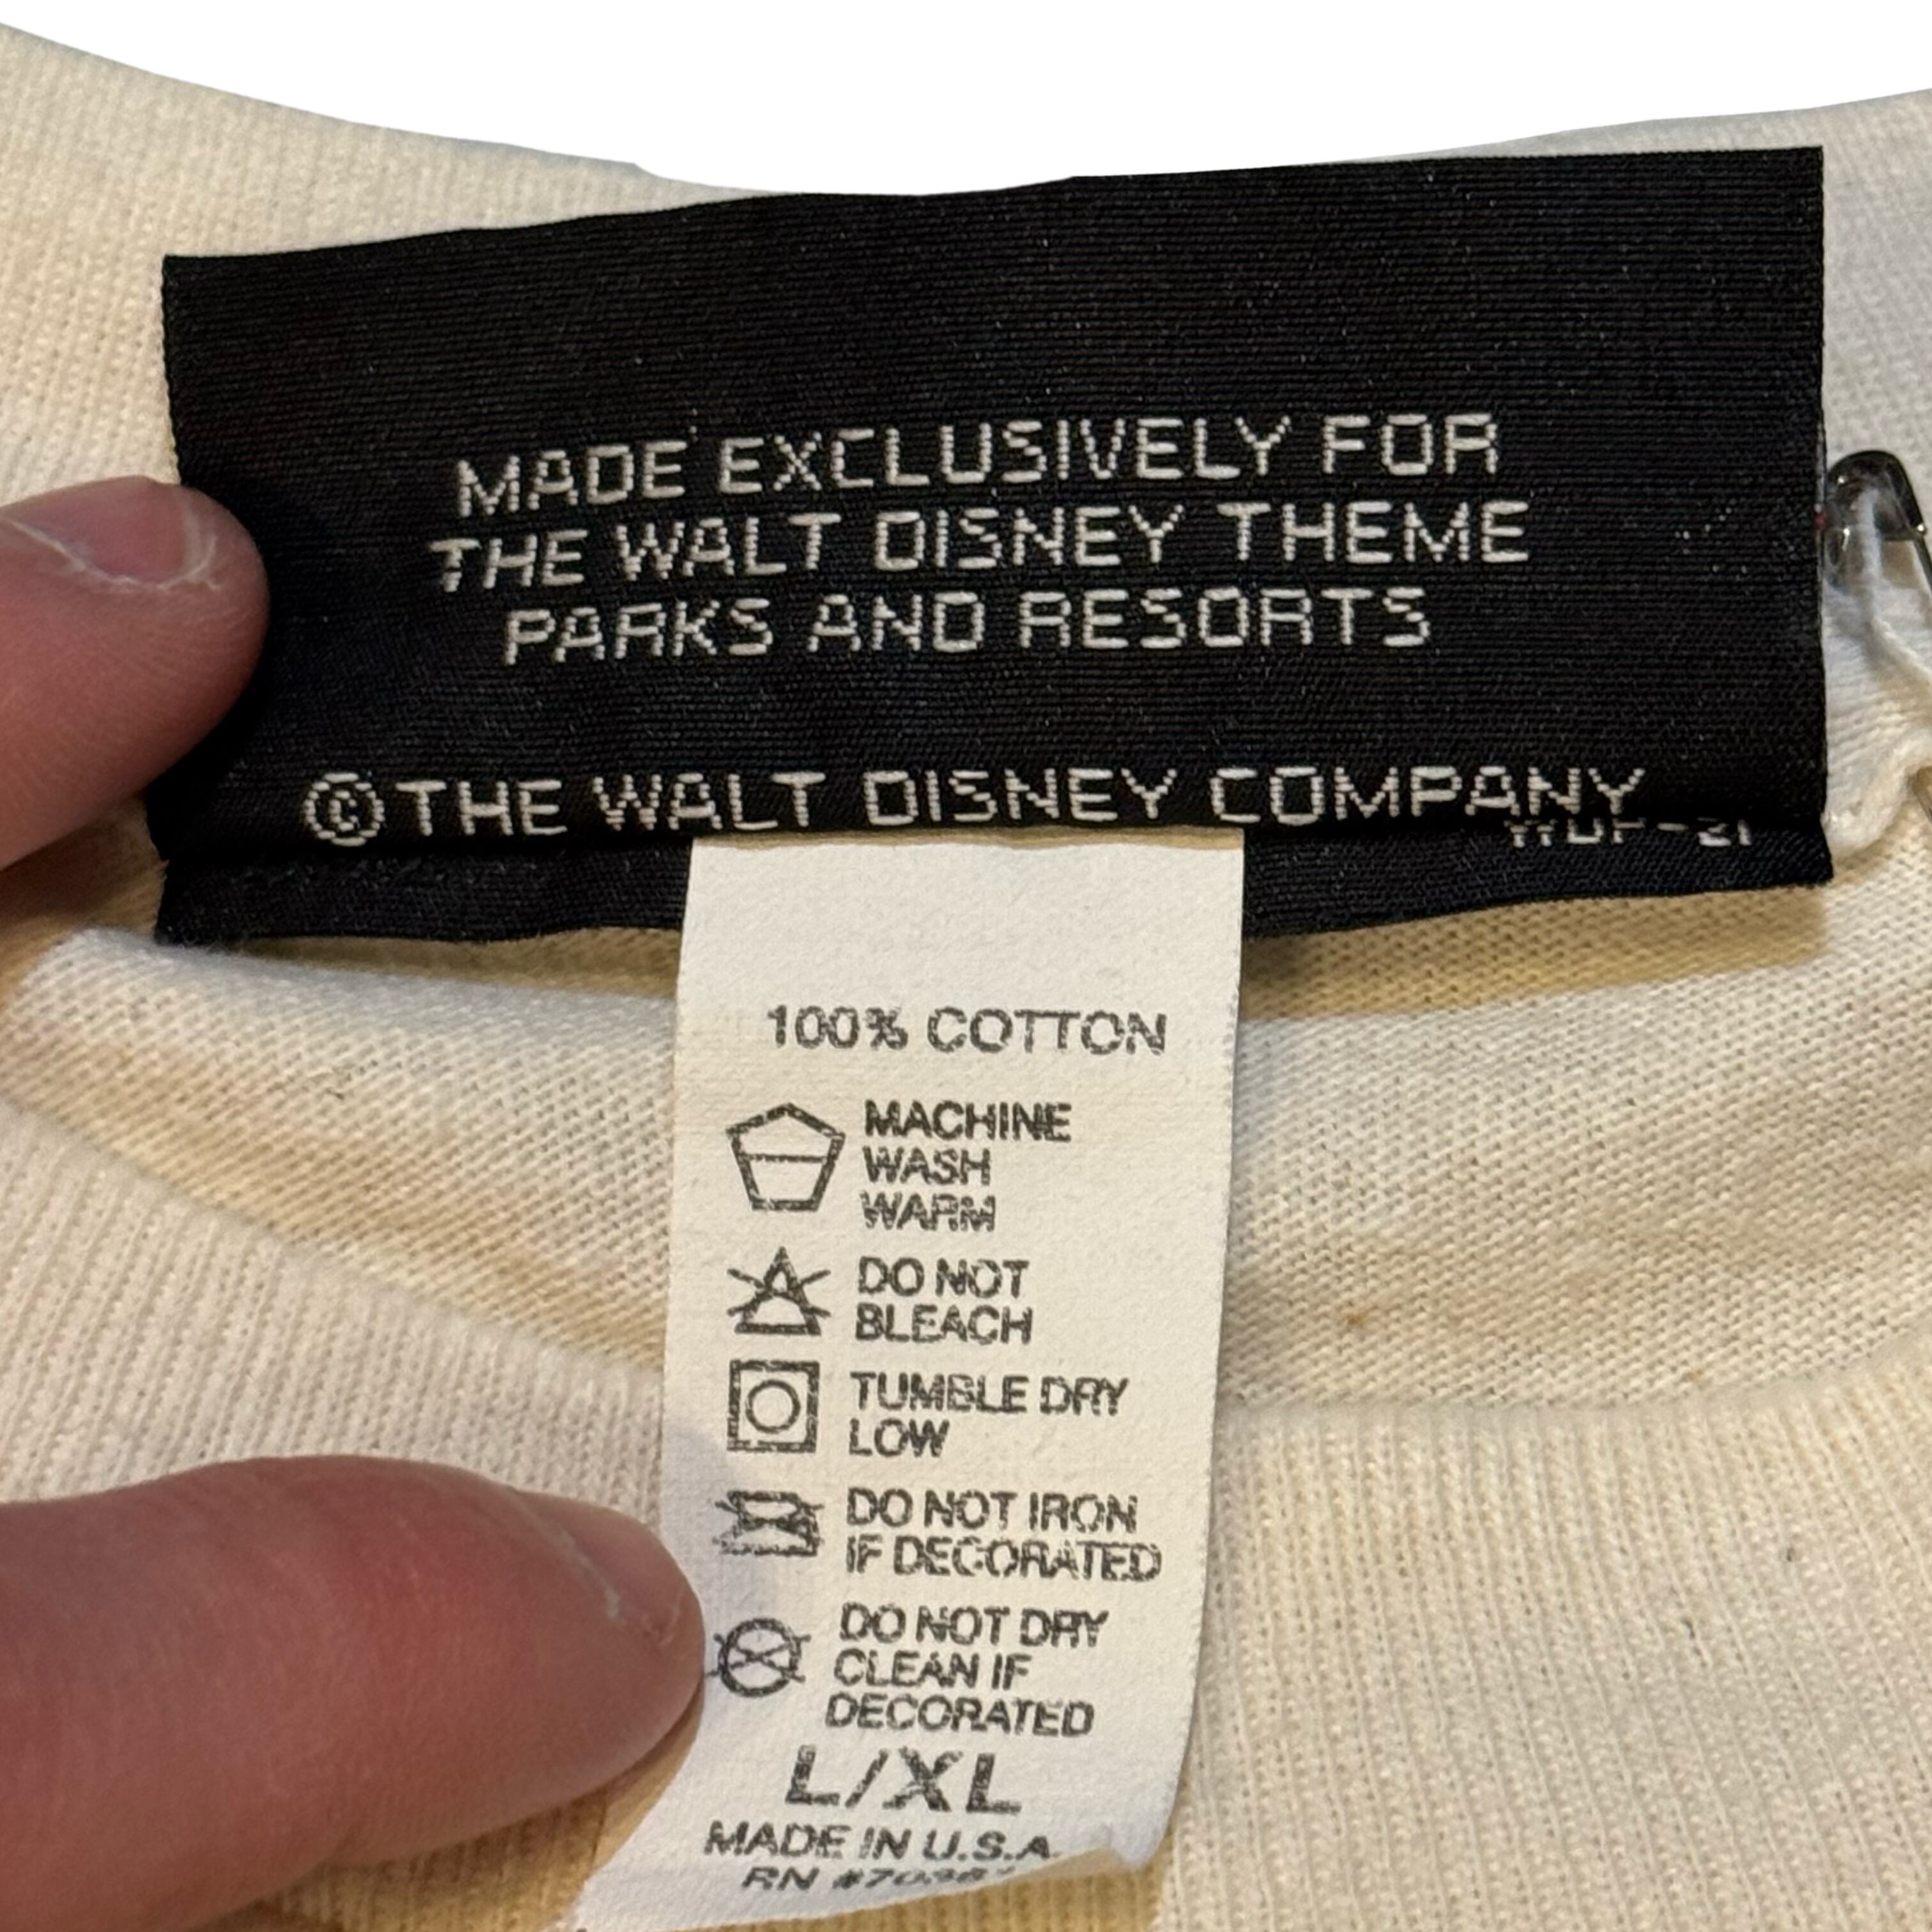 MADE EXCLUSIVELY FOR
THE WALT DISNEY THEME
PARKS AND RESORTS
© THE WALT DISNEY COMPANY
100% COTTON
MACHINE
WASH
WARM
DO NOT
BLEACH
TUMBLE DRY
LOW
DO NOT IRON
IF DECORATED
DO NOT DRY
CLEAN IF
DECORATED
L/XL
MADE IN U.S.A.
RN